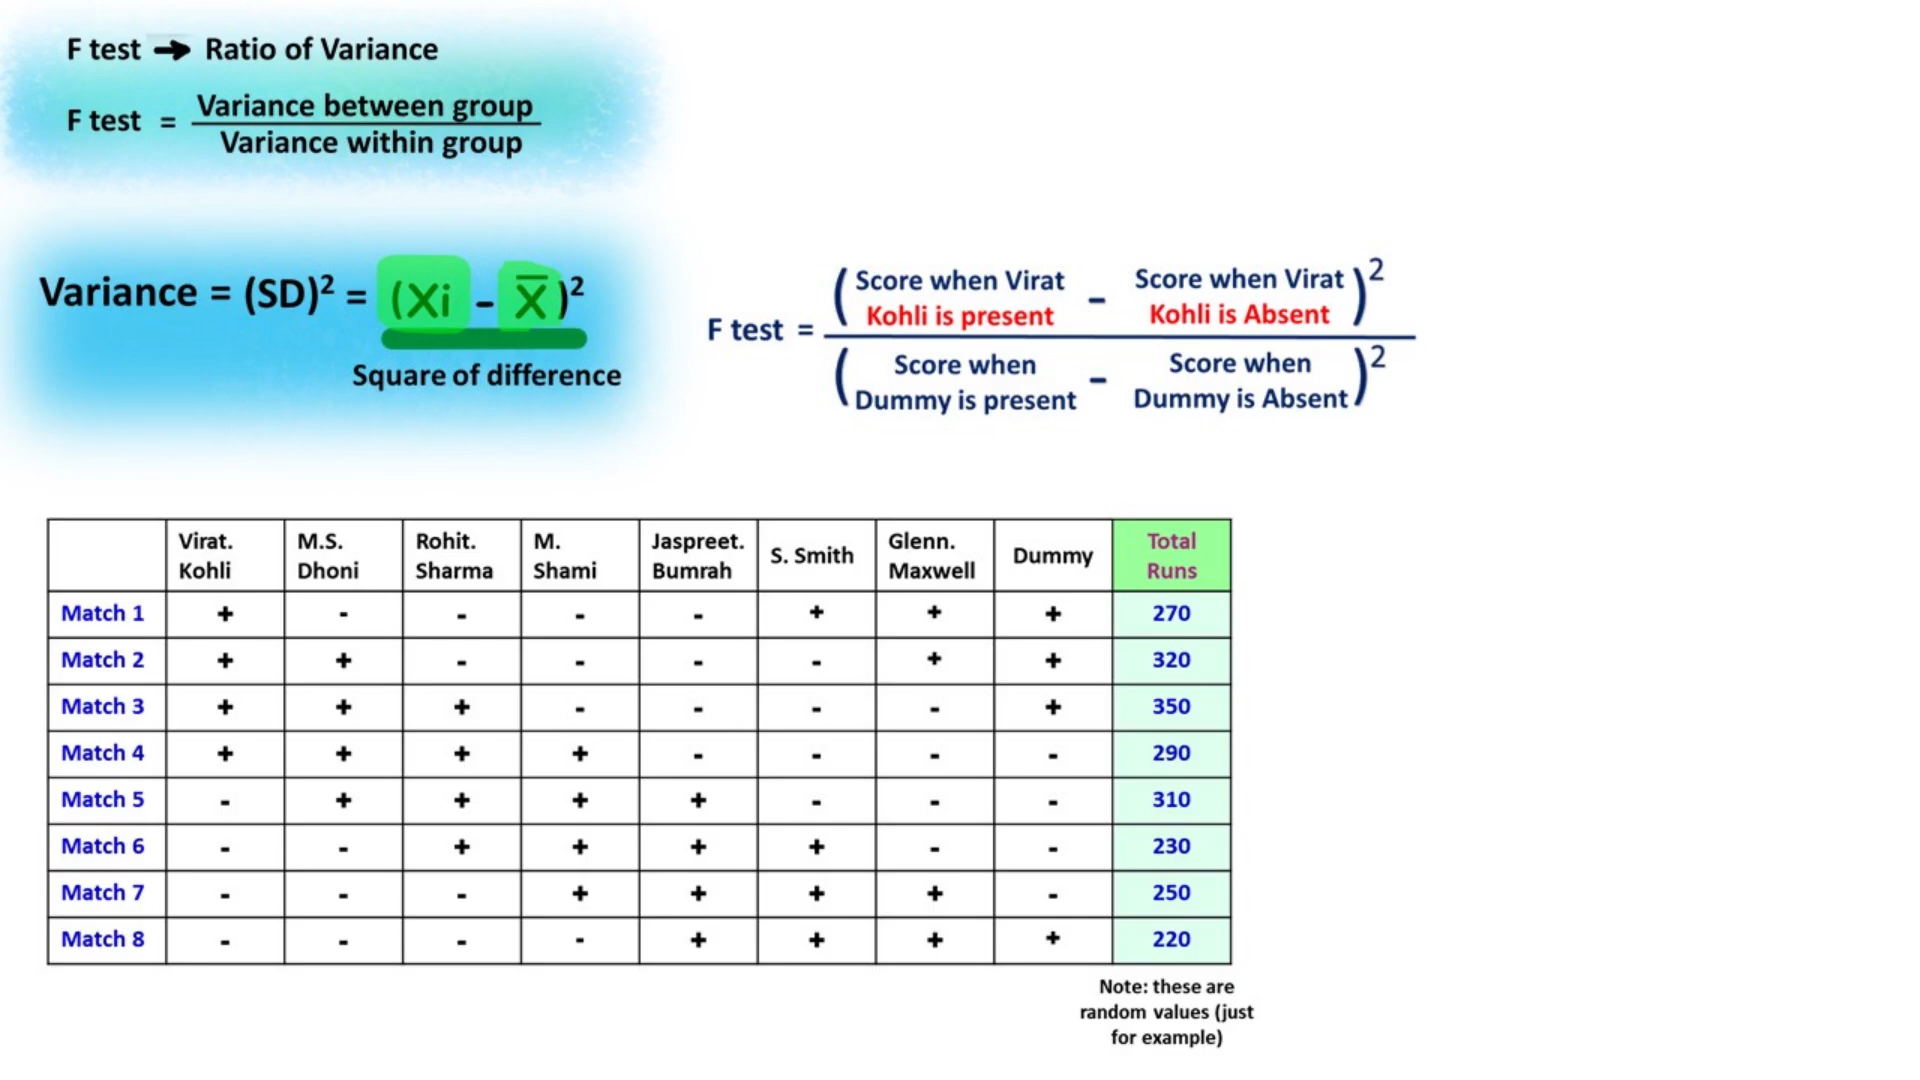 F test → Ratio of Variance
F test = Variance between group
Variance within group
Variance = (SD)² = (Xi - X̅)²
Square of difference
F test = (Score when Virat Kohli is present - Score when Virat Kohli is Absent)²
(Score when Dummy is present - Score when Dummy is Absent)²
Virat. Kohli M.S. Dhoni Rohit. Sharma M. Shami Jaspreet. Bumrah S. Smith Glenn. Maxwell Dummy Total Runs
Match 1 + - - - - + + + 270
Match 2 + + - - - - + + 320
Match 3 + + + - - - - + 350
Match 4 + + + + - - - - 290
Match 5 - + + + + - - - 310
Match 6 - - + + + + - - 230
Match 7 - - - + + + + - 250
Match 8 - - - - + + + + 220
Note: these are
random values (just
for example)